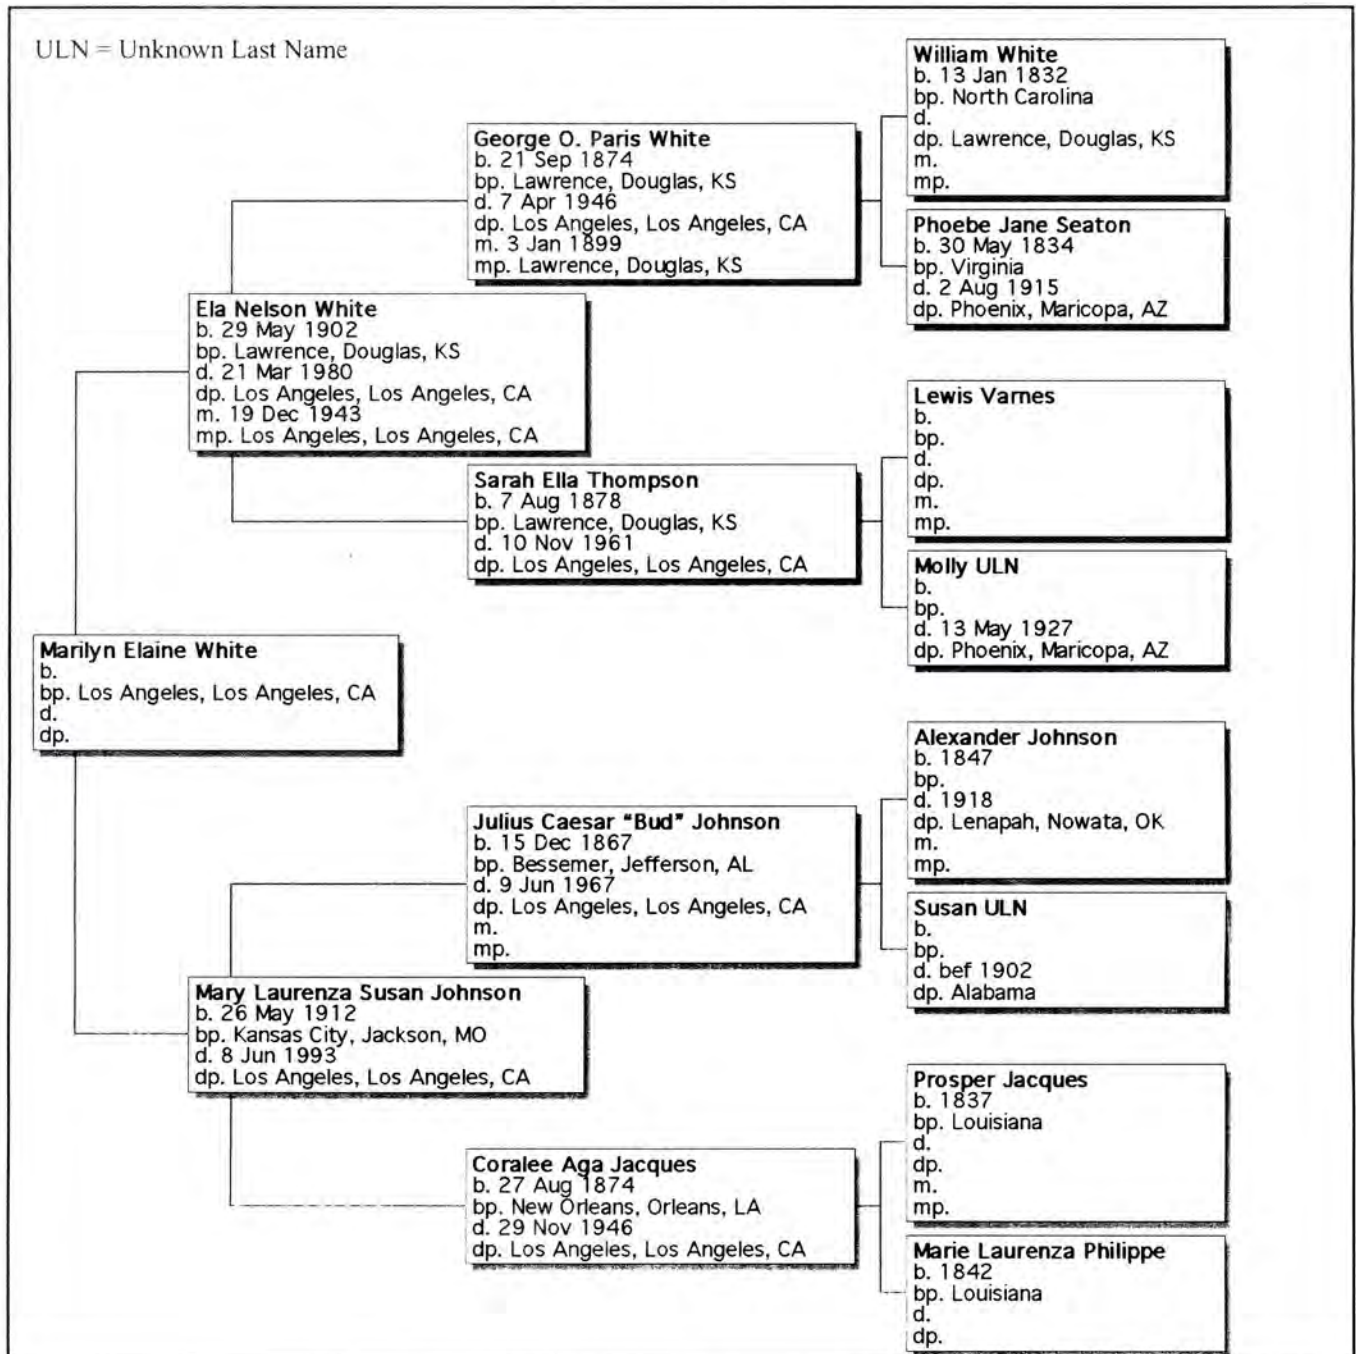 ULN = Unknown Last Name
William White
b. 13 Jan 1832
bp. North Carolina
d.
dp. Lawrence, Douglas, KS
m.
mp.
George O. Paris White
b. 21 Sep 1874
bp. Lawrence, Douglas, KS
d. 7 Apr 1946
dp. Los Angeles, Los Angeles, CA
m. 3 Jan 1899
mp. Lawrence, Douglas, KS
Phoebe Jane Seaton
b. 30 May 1834
bp. Virginia
d. 2 Aug 1915
dp. Phoenix, Maricopa, AZ
Ela Nelson White
b. 29 May 1902
bp. Lawrence, Douglas, KS
d. 21 Mar 1980
dp. Los Angeles, Los Angeles, CA
m. 19 Dec 1943
mp. Los Angeles, Los Angeles, CA
Lewis Varnes
b.
bp.
d.
dp.
m.
mp.
Sarah Ella Thompson
b. 7 Aug 1878
bp. Lawrence, Douglas, KS
d. 10 Nov 1961
dp. Los Angeles, Los Angeles, CA
Molly ULN
b.
bp.
d. 13 May 1927
dp. Phoenix, Maricopa, AZ
Marilyn Elaine White
b.
bp. Los Angeles, Los Angeles, CA
d.
dp.
Alexander Johnson
b. 1847
bp.
d. 1918
dp. Lenapah, Nowata, OK
m.
mp.
Julius Caesar "Bud" Johnson
b. 15 Dec 1867
bp. Bessemer, Jefferson, AL
d. 9 Jun 1967
dp. Los Angeles, Los Angeles, CA
m.
mp.
Susan ULN
b.
bp.
d. bef 1902
dp. Alabama
Mary Laurenza Susan Johnson
b. 26 May 1912
bp. Kansas City, Jackson, MO
d. 8 Jun 1993
dp. Los Angeles, Los Angeles, CA
Prosper Jacques
b. 1837
bp. Louisiana
d.
dp.
m.
mp.
Coralee Aga Jacques
b. 27 Aug 1874
bp. New Orleans, Orleans, LA
d. 29 Nov 1946
dp. Los Angeles, Los Angeles, CA
Marie Laurenza Philippe
b. 1842
bp. Louisiana
d.
dp.